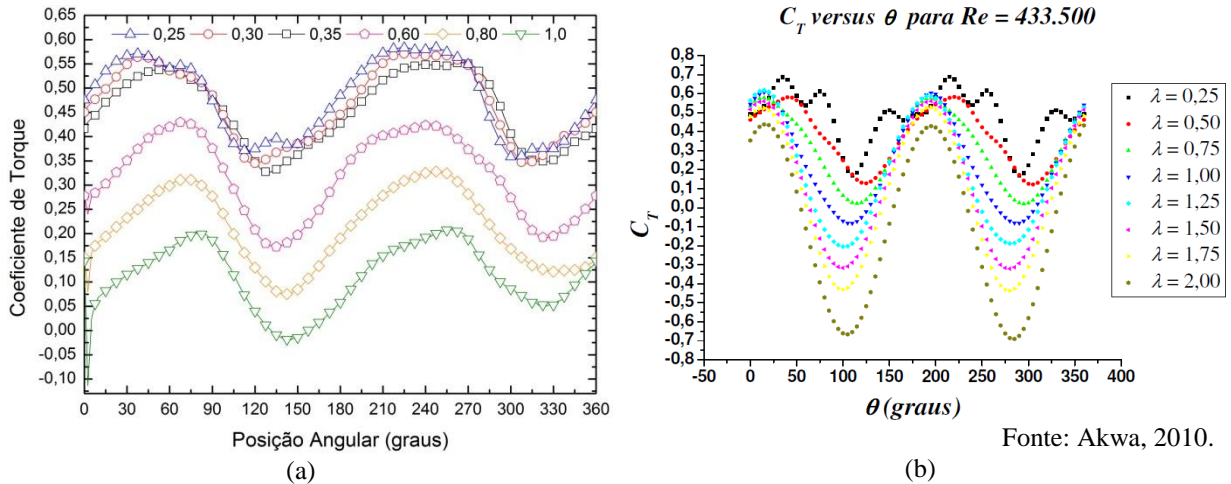 C_T versus θ para Re = 433.500
0,65
0,60
0,55
0,50
0,45
0,40
0,35
0,30
0,25
0,20
0,15
0,10
0,05
0,00
-0,05
-0,10
0,25 0,30 0,35 0,60 0,80 1,0
Coeficiente de Torque
0 30 60 90 120 150 180 210 240 270 300 330 360
Posição Angular (graus)
(a)
0,8
0,7
0,6
0,5
0,4
0,3
0,2
0,1
0,0
-0,1
-0,2
-0,3
-0,4
-0,5
-0,6
-0,7
-0,8
C_T
-50 0 50 100 150 200 250 300 350 400
θ (graus)
λ = 0,25
λ = 0,50
λ = 0,75
λ = 1,00
λ = 1,25
λ = 1,50
λ = 1,75
λ = 2,00
Fonte: Akwa, 2010.
(b)